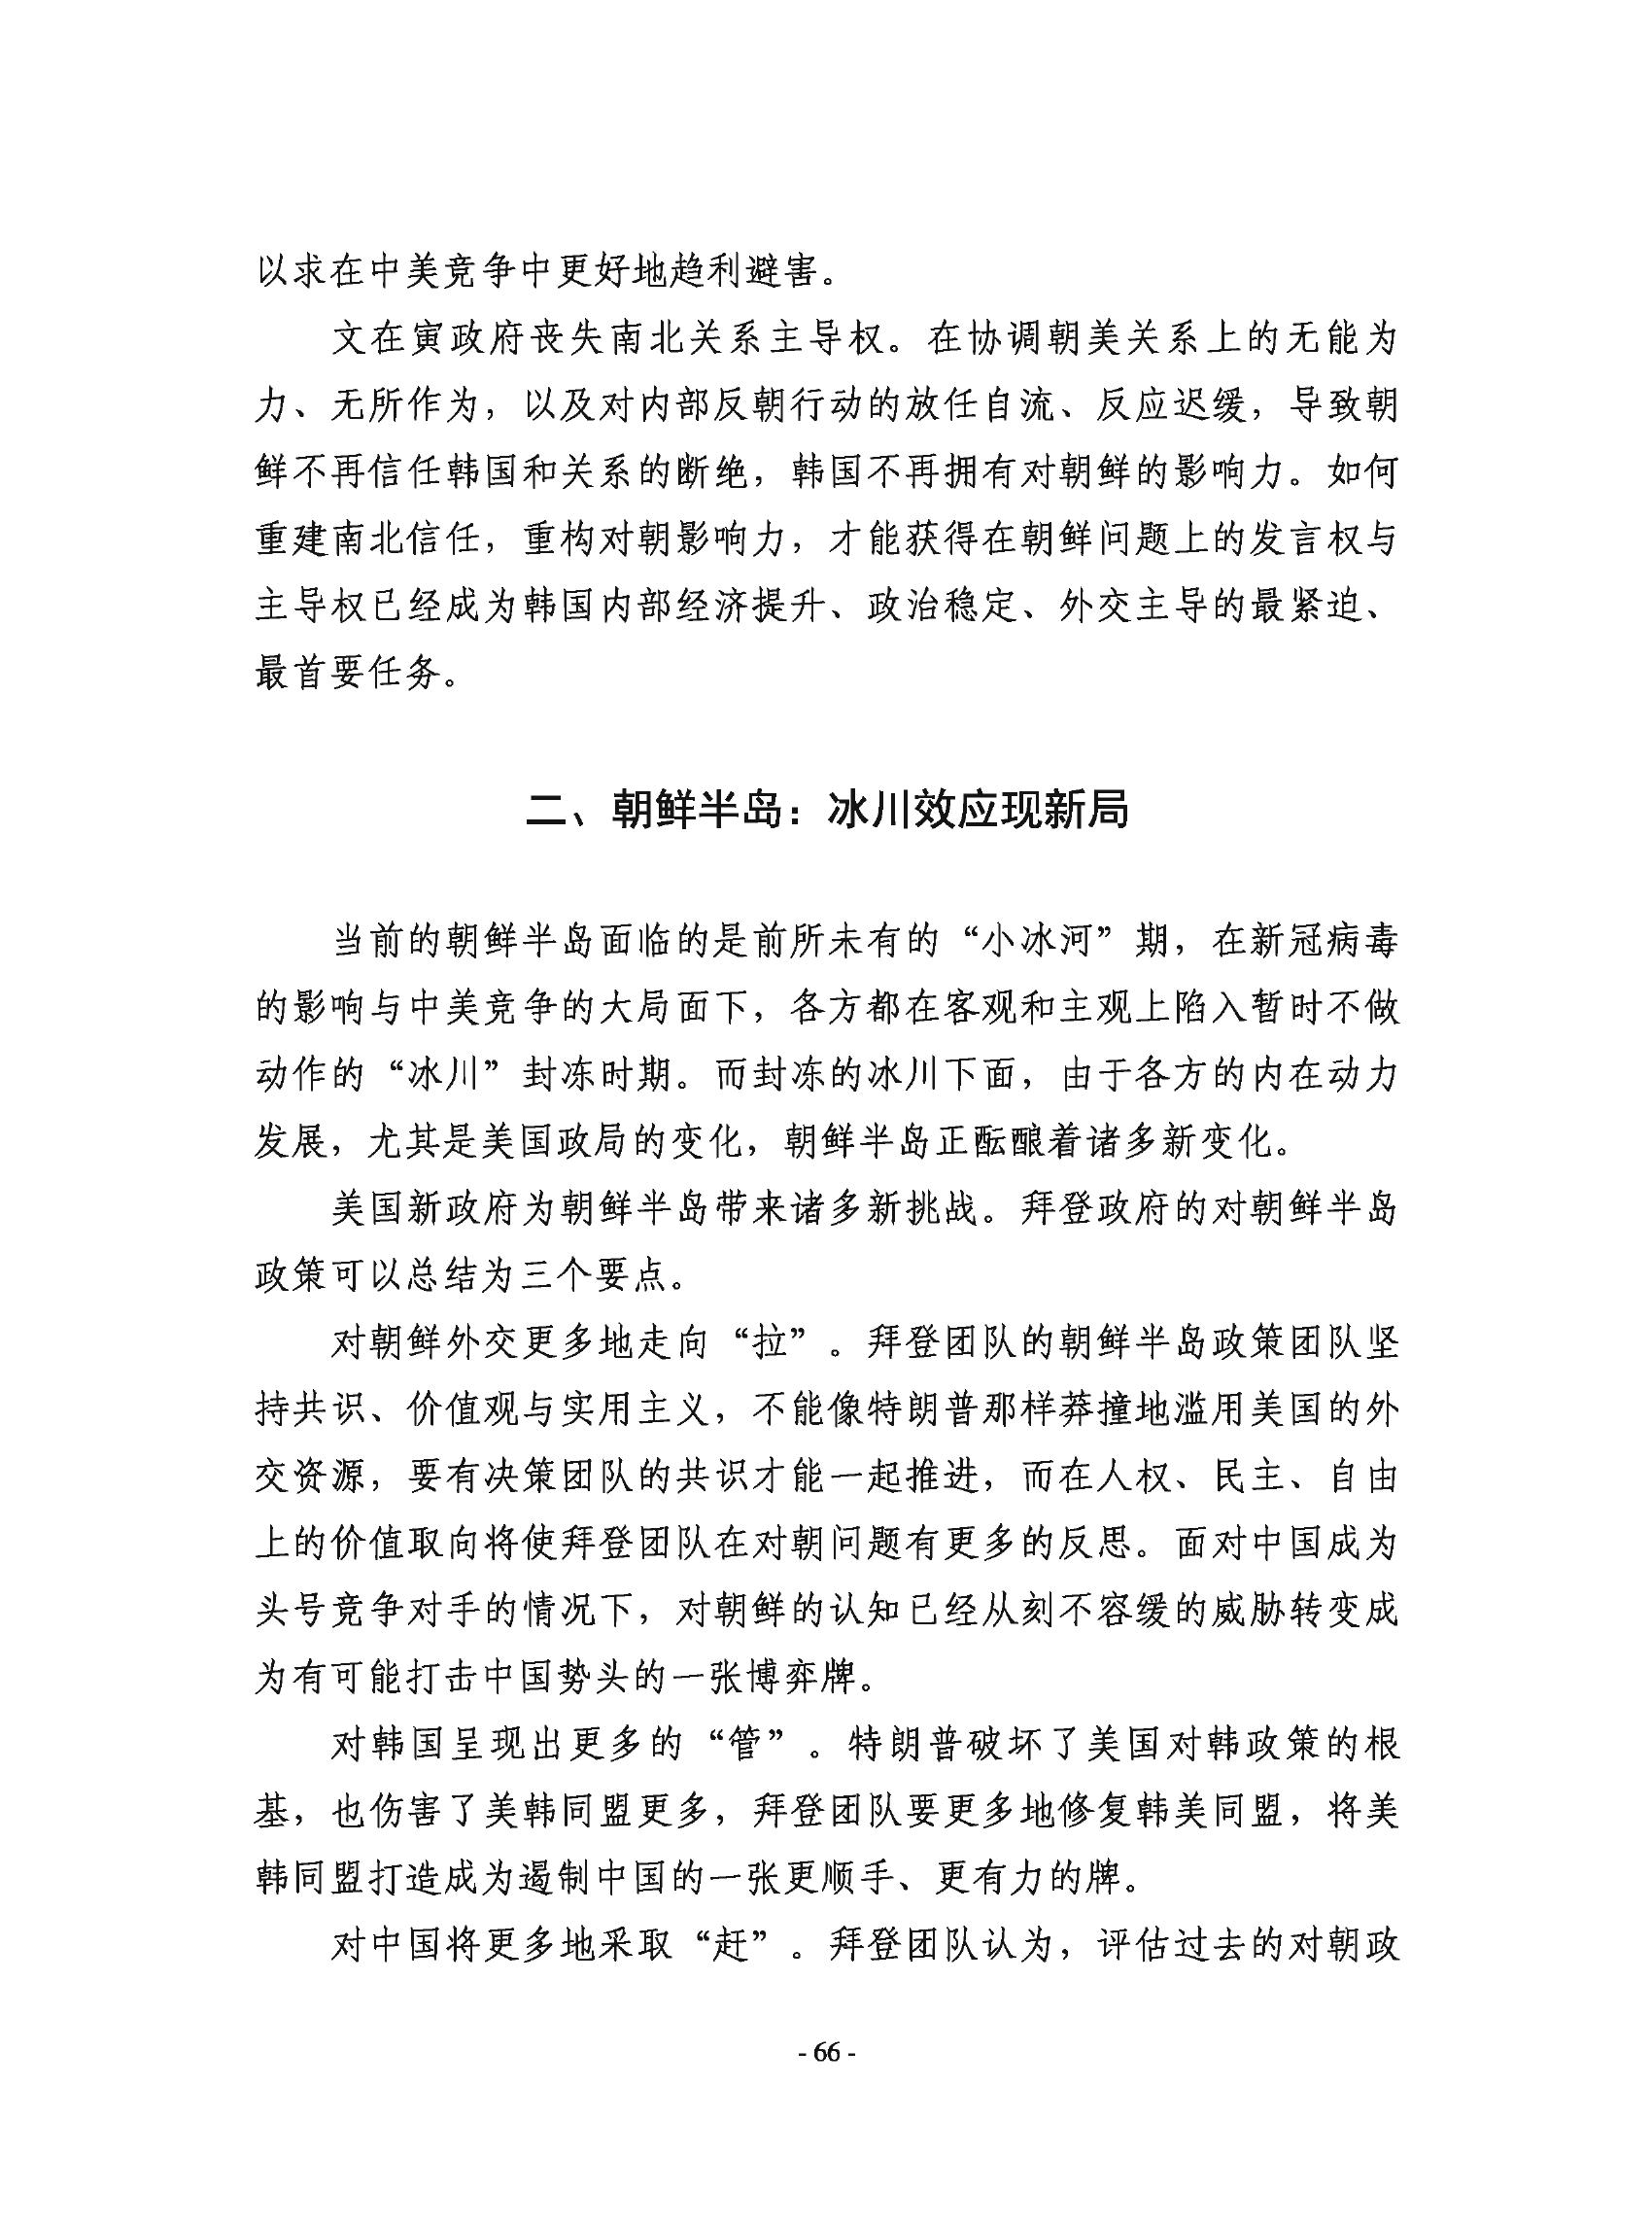 以求在中美竞争中更好地趋利避害。
文在寅政府丧失南北关系主导权。在协调朝美关系上的无能为
力、无所作为，以及对内部反朝行动的放任自流、反应迟缓，导致朝
鲜不再信任韩国和关系的断绝，韩国不再拥有对朝鲜的影响力。如何
重建南北信任，重构对朝影响力，才能获得在朝鲜问题上的发言权与
主导权已经成为韩国内部经济提升、政治稳定、外交主导的最紧迫、
最首要任务。
二、朝鲜半岛：冰川效应现新局
当前的朝鲜半岛面临的是前所未有的“小冰河”期，在新冠病毒
的影响与中美竞争的大局面下，各方都在客观和主观上陷入暂时不做
动作的“冰川”封冻时期。而封冻的冰川下面，由于各方的内在动力
发展，尤其是美国政局的变化，朝鲜半岛正酝酿着诸多新变化。
美国新政府为朝鲜半岛带来诸多新挑战。拜登政府的对朝鲜半岛
政策可以总结为三个要点。
对朝鲜外交更多地走向“拉”。拜登团队的朝鲜半岛政策团队坚
持共识、价值观与实用主义，不能像特朗普那样莽撞地滥用美国的外
交资源，要有决策团队的共识才能一起推进，而在人权、民主、自由
上的价值取向将使拜登团队在对朝问题有更多的反思。面对中国成为
头号竞争对手的情况下，对朝鲜的认知已经从刻不容缓的威胁转变成
为有可能打击中国势头的一张博弈牌。
对韩国呈现出更多的“管”。特朗普破坏了美国对韩政策的根
基，也伤害了美韩同盟更多，拜登团队要更多地修复韩美同盟，将美
韩同盟打造成为遏制中国的一张更顺手、更有力的牌。
对中国将更多地采取“赶”。拜登团队认为，评估过去的对朝政
- 66 -